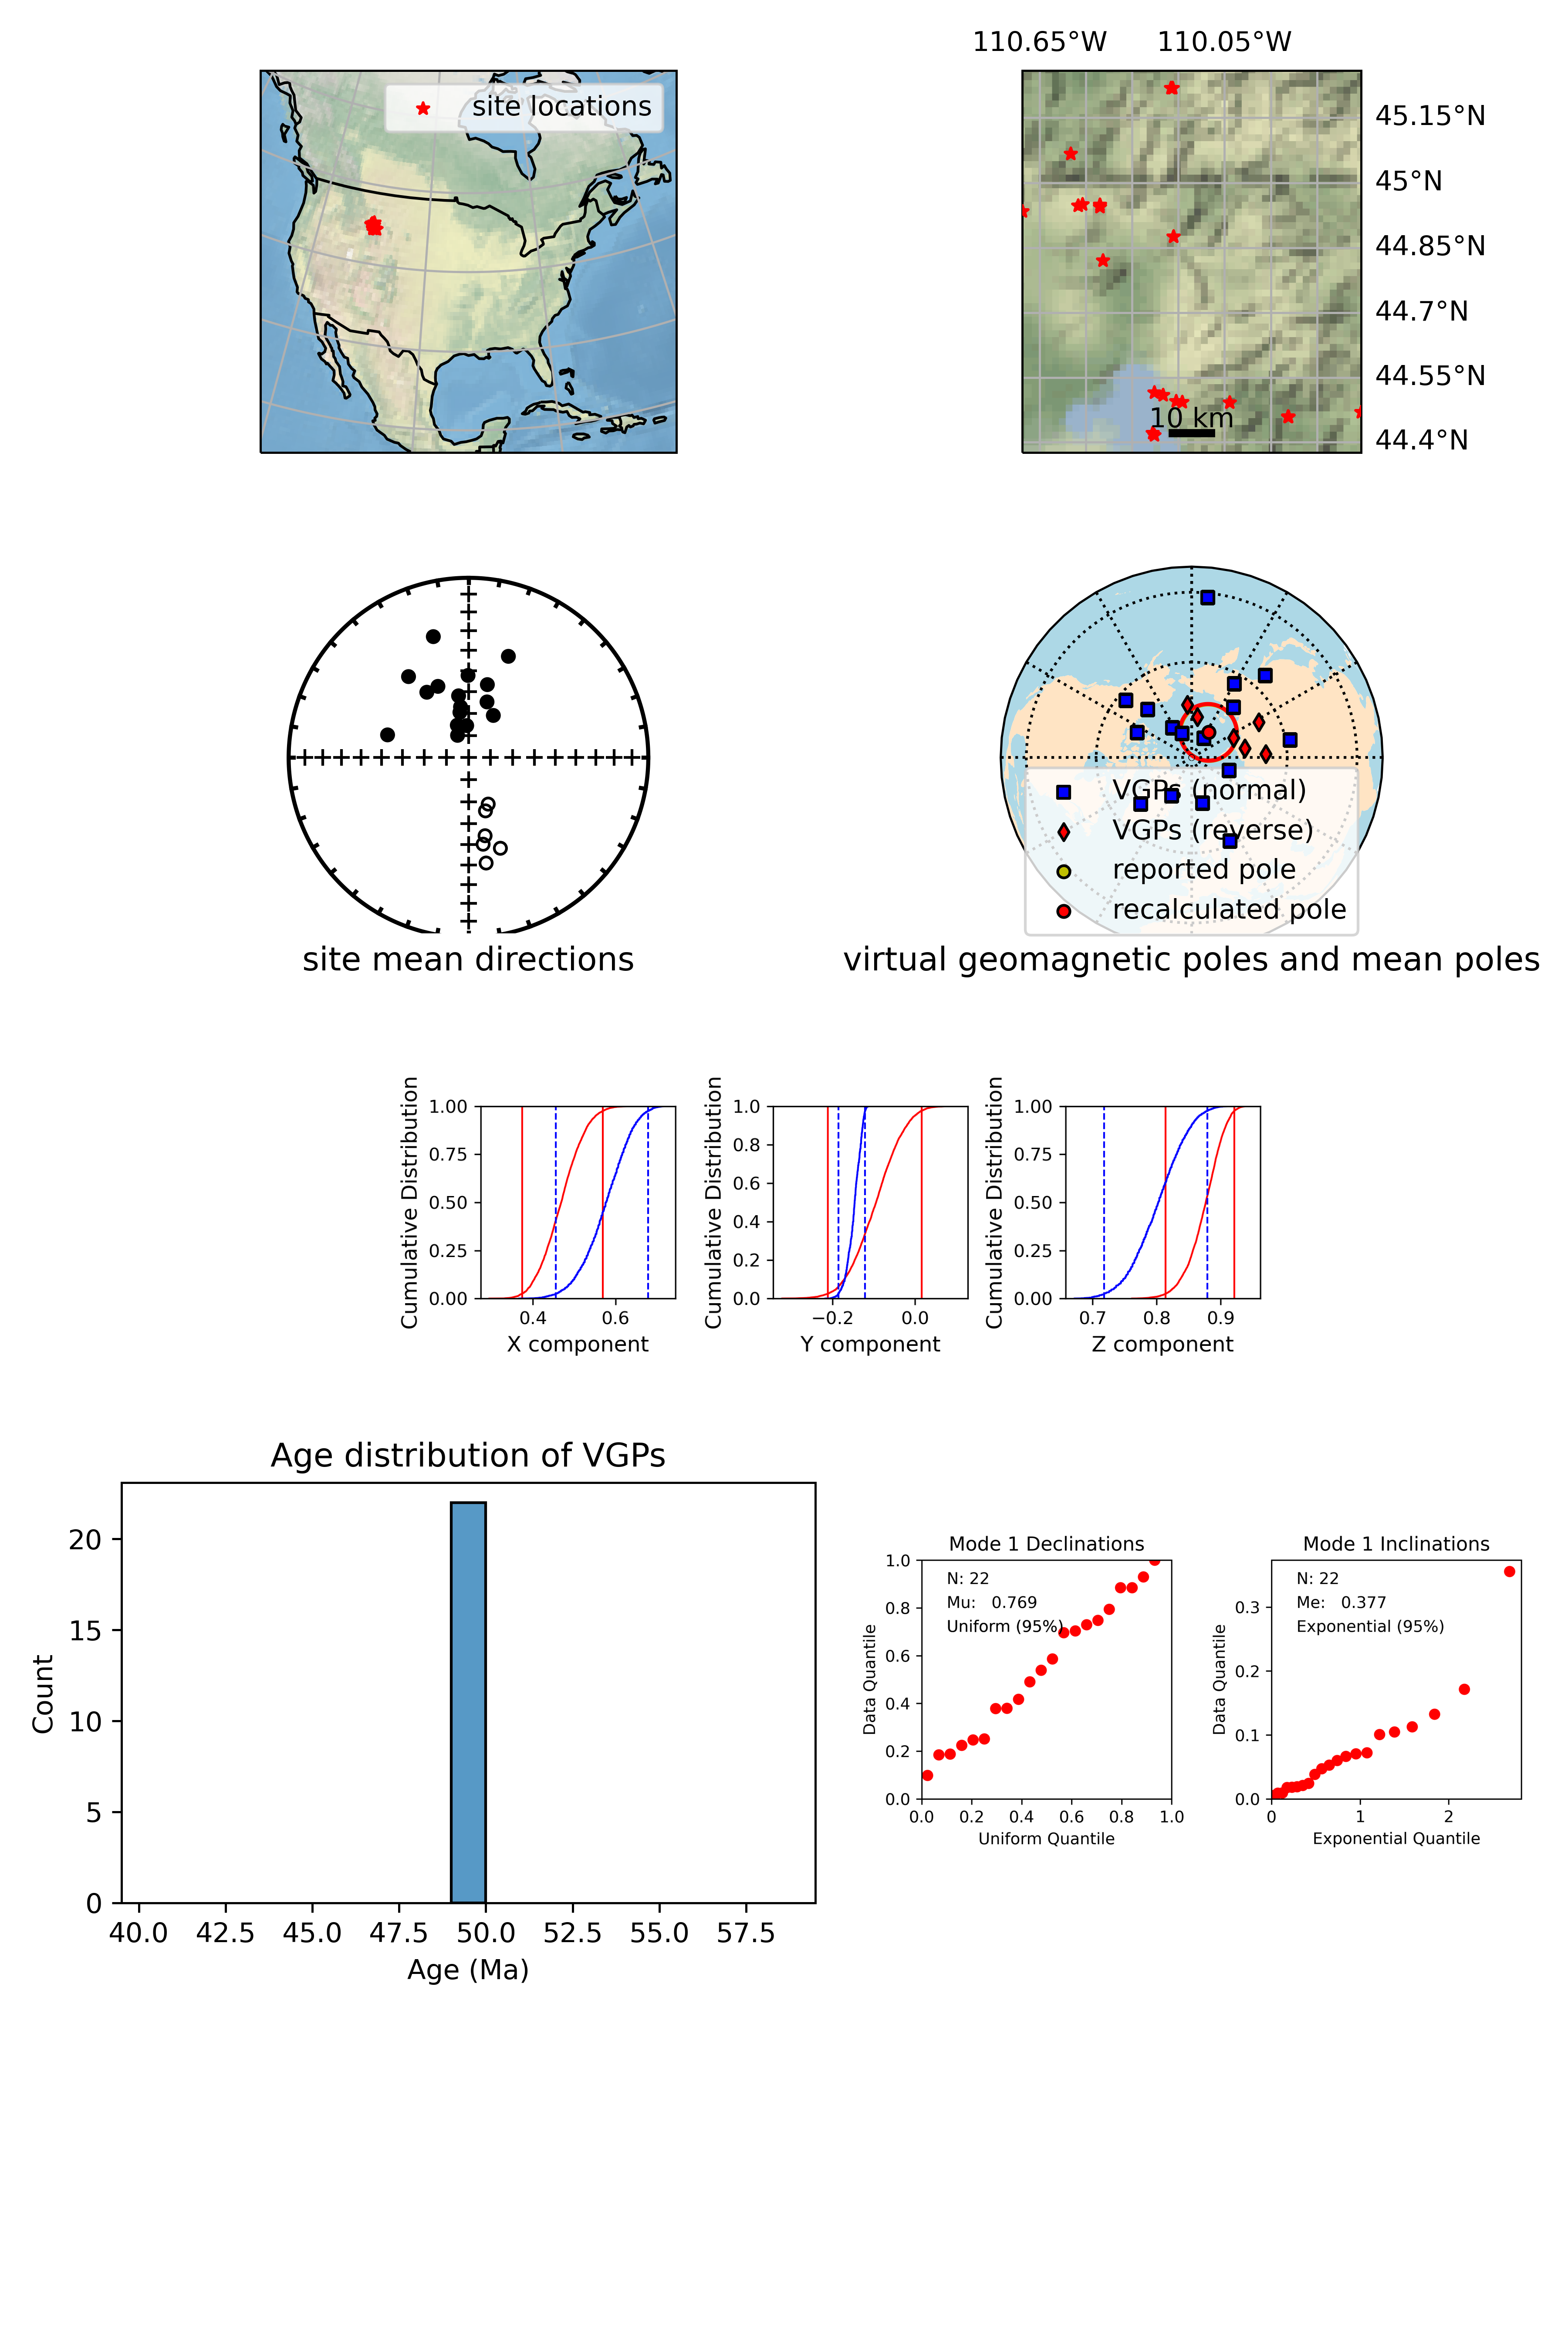 110.65°W 110.05°W
site locations
45.15°N
45°N
44.85°N
44.7°N
44.55°N
44.4°N
10 km
VGPs (normal)
VGPs (reverse)
reported pole
recalculated pole
site mean directions
virtual geomagnetic poles and mean poles
Cumulative Distribution
1.00
0.75
0.50
0.25
0.00
0.4 0.6
X component
Cumulative Distribution
1.0
0.8
0.6
0.4
0.2
0.0
−0.2 0.0
Y component
Cumulative Distribution
1.00
0.75
0.50
0.25
0.00
0.7 0.8 0.9
Z component
Age distribution of VGPs
Count
20
15
10
5
0
40.0 42.5 45.0 47.5 50.0 52.5 55.0 57.5
Age (Ma)
Mode 1 Declinations
N: 22
Mu: 0.769
Uniform (95%)
Data Quantile
1.0
0.8
0.6
0.4
0.2
0.0
0.0 0.2 0.4 0.6 0.8 1.0
Uniform Quantile
Mode 1 Inclinations
N: 22
Me: 0.377
Exponential (95%)
Data Quantile
0.3
0.2
0.1
0.0
0 1 2
Exponential Quantile